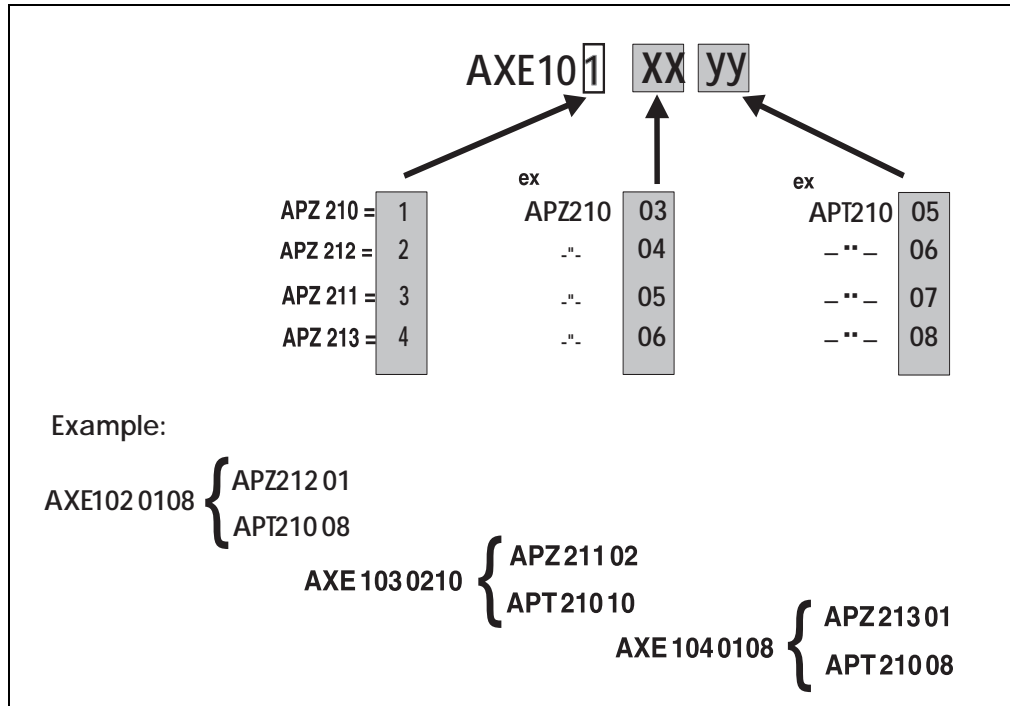 AXE10 1 XX yy
ex ex
APZ 210 = 1 APZ210 03 APT210 05
APZ 212 = 2 -"- 04 –"– 06
APZ 211 = 3 -"- 05 –"– 07
APZ 213 = 4 -"- 06 –"– 08
Example:
AXE102 0108 { APZ212 01
APT210 08
AXE 103 0210 { APZ 211 02
APT 210 10
AXE 104 0108 { APZ 213 01
APT 210 08